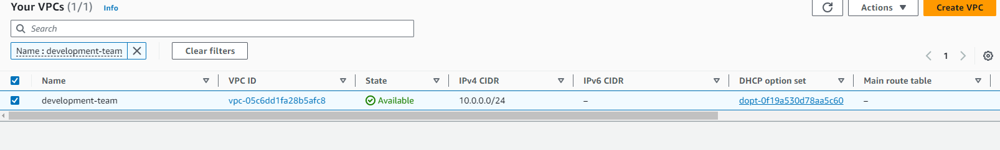 Your VPCs (1/1) Info
Actions
Create VPC
Search
Name : development-team
Clear filters
1
Name VPC ID State IPv4 CIDR IPv6 CIDR DHCP option set Main route table
development-team vpc-05c6dd1fa28b5afc8 Available 10.0.0.0/24 – dopt-0f19a530d78aa5c60 –